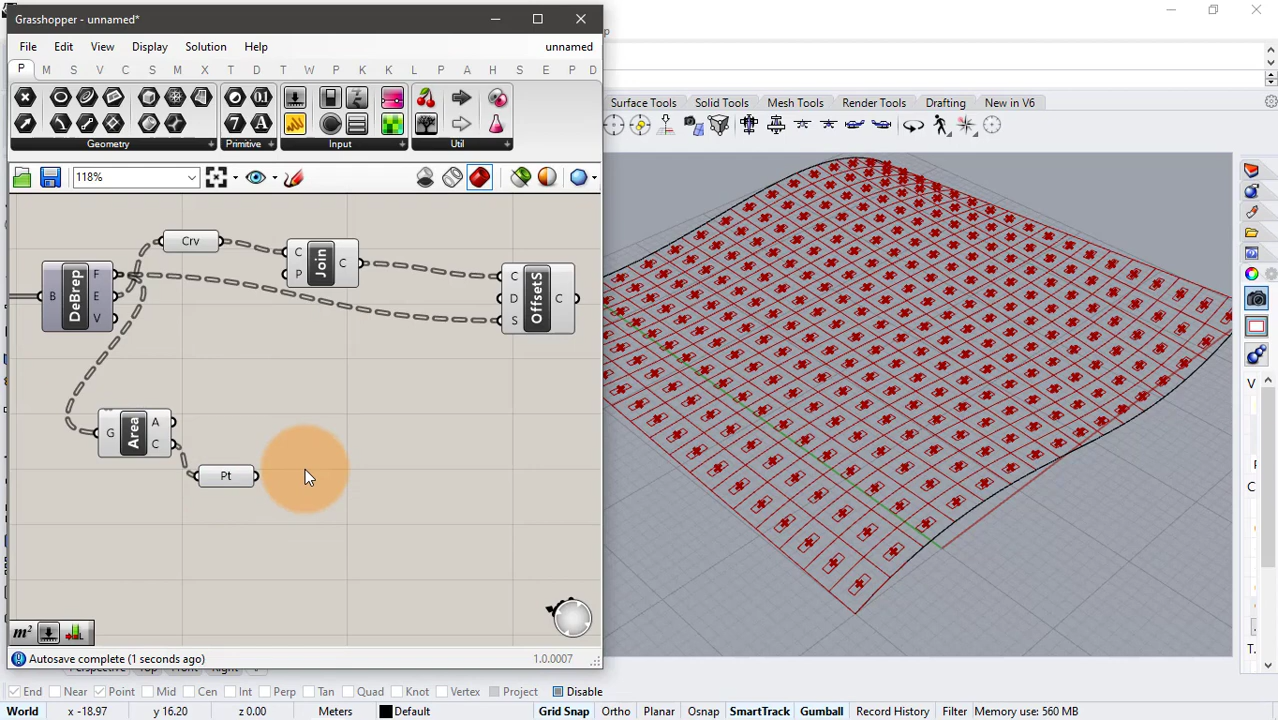 Grasshopper - unnamed*
File Edit View Display Solution Help unnamed
P M S V C S M X T D T W P K K L P A H S E P D
Geometry Primitive Input Util
118%
Crv
C P Join C
B DeBrep F E V
C D S OffsetS C
G Area A C
Pt
Autosave complete (1 seconds ago) 1.0.0007
Surface Tools Solid Tools Mesh Tools Render Tools Drafting New in V6
End Near Point Mid Cen Int Perp Tan Quad Knot Vertex Project Disable
World x -18.97 y 16.20 z 0.00 Meters Default Grid Snap Ortho Planar Osnap SmartTrack Gumball Record History Filter Memory use: 560 MB